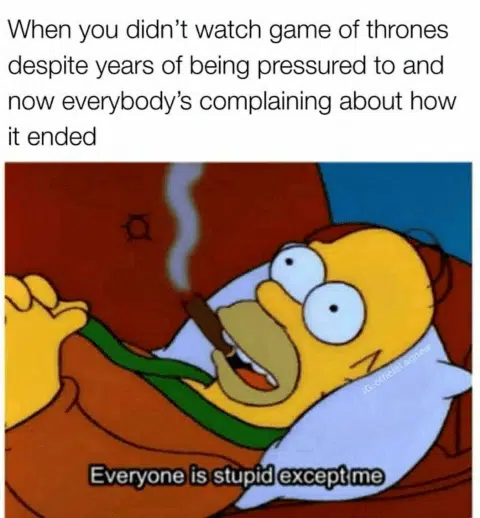 When you didn't watch game of thrones
despite years of being pressured to and
now everybody's complaining about how
it ended
Everyone is stupid except me